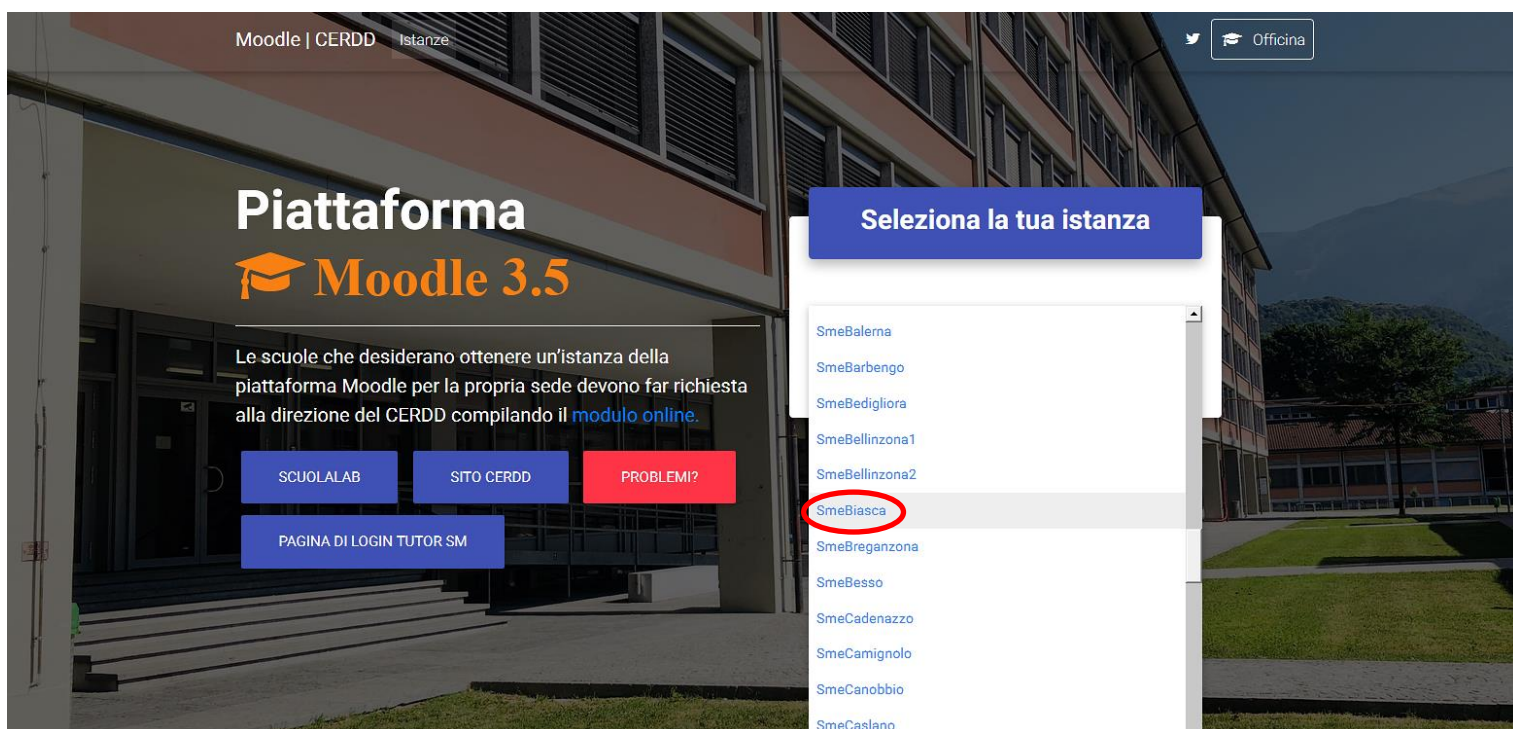 Moodle | CERDD Istanze
Officina
Piattaforma
Moodle 3.5
Le scuole che desiderano ottenere un'istanza della
piattaforma Moodle per la propria sede devono far richiesta
alla direzione del CERDD compilando il modulo online.
SCUOLALAB SITO CERDD PROBLEMI?
PAGINA DI LOGIN TUTOR SM
Seleziona la tua istanza
SmeBalerna
SmeBarbengo
SmeBedigliora
SmeBellinzona1
SmeBellinzona2
SmeBiasca
SmeBreganzona
SmeBesso
SmeCadenazzo
SmeCamignolo
SmeCanobbio
SmeCaslano